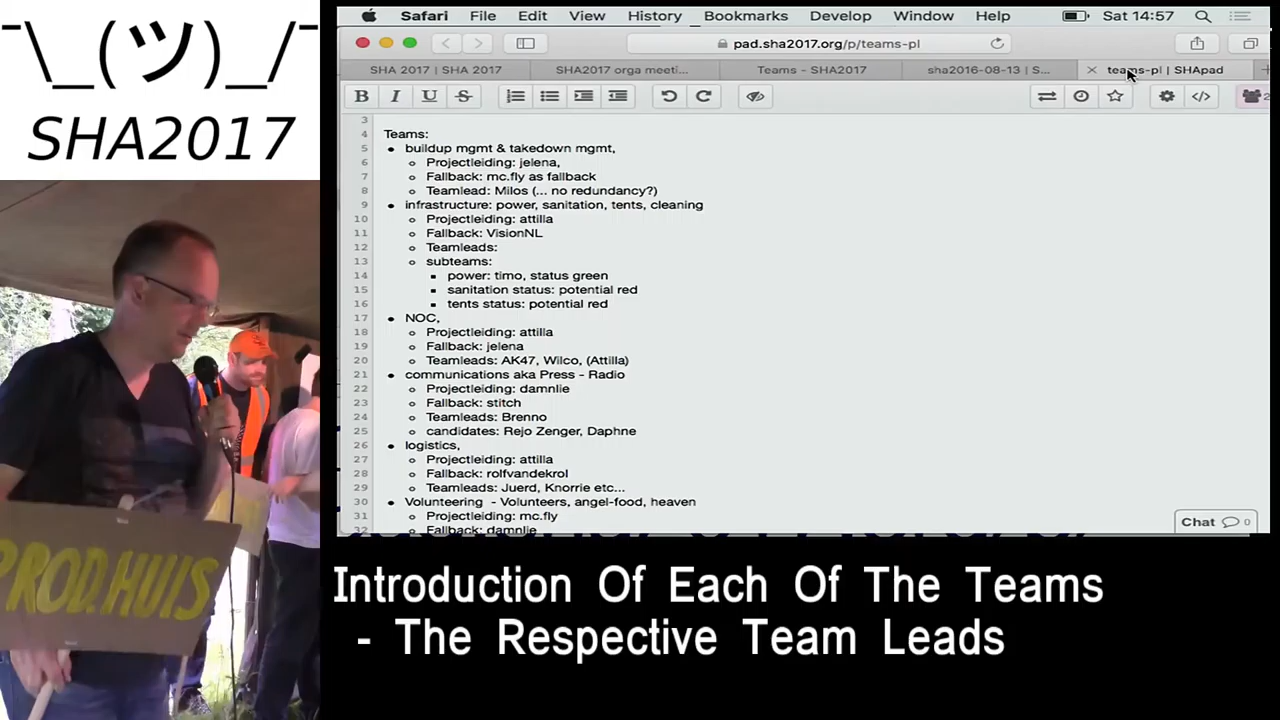 ¯\_(ツ)_/¯
SHA2017
Safari File Edit View History Bookmarks Develop Window Help Sat 14:57
pad.sha2017.org/p/teams-pl
SHA 2017 | SHA 2017 SHA2017 orga meeti... Teams - SHA2017 sha2016-08-13 | S... teams-pl | SHApad
B I U S
3
4 Teams:
5 • buildup mgmt & takedown mgmt,
6 ◦ Projectleiding: jelena,
7 ◦ Fallback: mc.fly as fallback
8 ◦ Teamlead: Milos (... no redundancy?)
9 • infrastructure: power, sanitation, tents, cleaning
10 ◦ Projectleiding: attilla
11 ◦ Fallback: VisionNL
12 ◦ Teamleads:
13 ◦ subteams:
14 ▪ power: timo, status green
15 ▪ sanitation status: potential red
16 ▪ tents status: potential red
17 • NOC,
18 ◦ Projectleiding: attilla
19 ◦ Fallback: jelena
20 ◦ Teamleads: AK47, Wilco, (Attilla)
21 • communications aka Press - Radio
22 ◦ Projectleiding: damnlie
23 ◦ Fallback: stitch
24 ◦ Teamleads: Brenno
25 ◦ candidates: Rejo Zenger, Daphne
26 • logistics,
27 ◦ Projectleiding: attilla
28 ◦ Fallback: rolfvandekrol
29 ◦ Teamleads: Juerd, Knorrie etc...
30 • Volunteering - Volunteers, angel-food, heaven
31 ◦ Projectleiding: mc.fly
32 ◦ Fallback: damnlie
Chat 0
PROD.HUIS
Introduction Of Each Of The Teams
- The Respective Team Leads